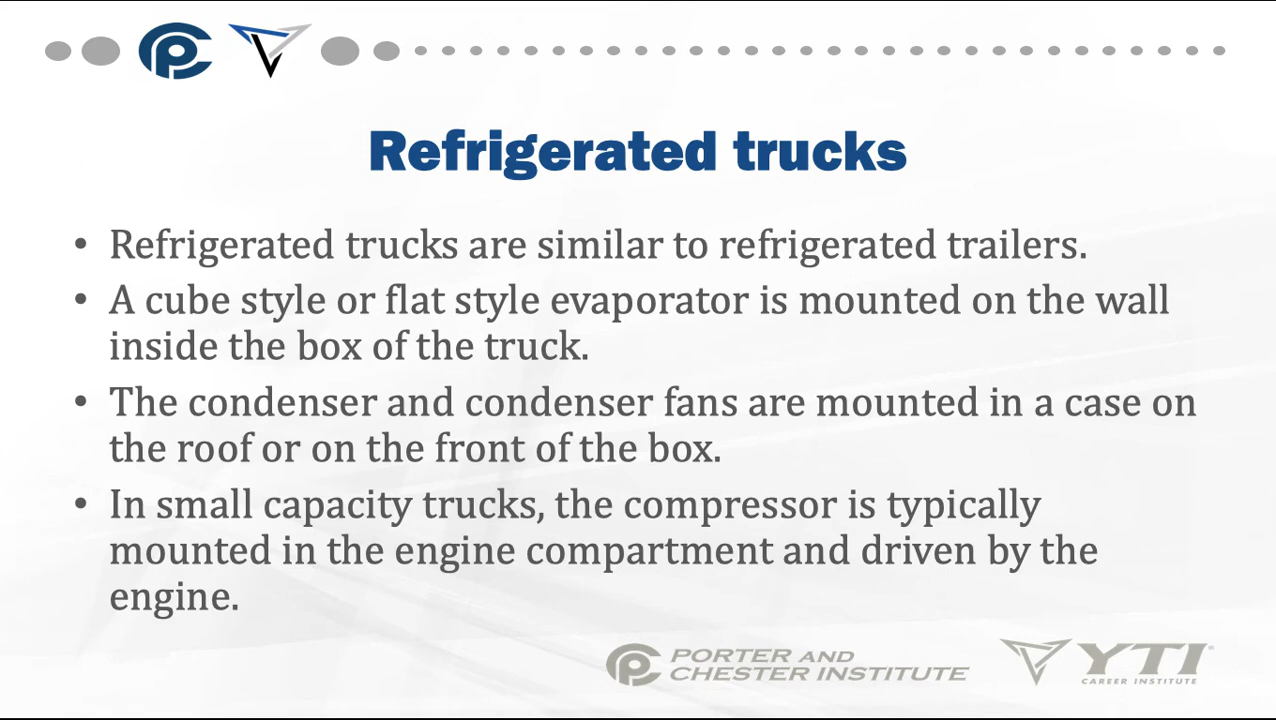 Refrigerated trucks
• Refrigerated trucks are similar to refrigerated trailers.
• A cube style or flat style evaporator is mounted on the wall
inside the box of the truck.
• The condenser and condenser fans are mounted in a case on
the roof or on the front of the box.
• In small capacity trucks, the compressor is typically
mounted in the engine compartment and driven by the
engine.
PORTER AND
CHESTER INSTITUTE
YTI
CAREER INSTITUTE